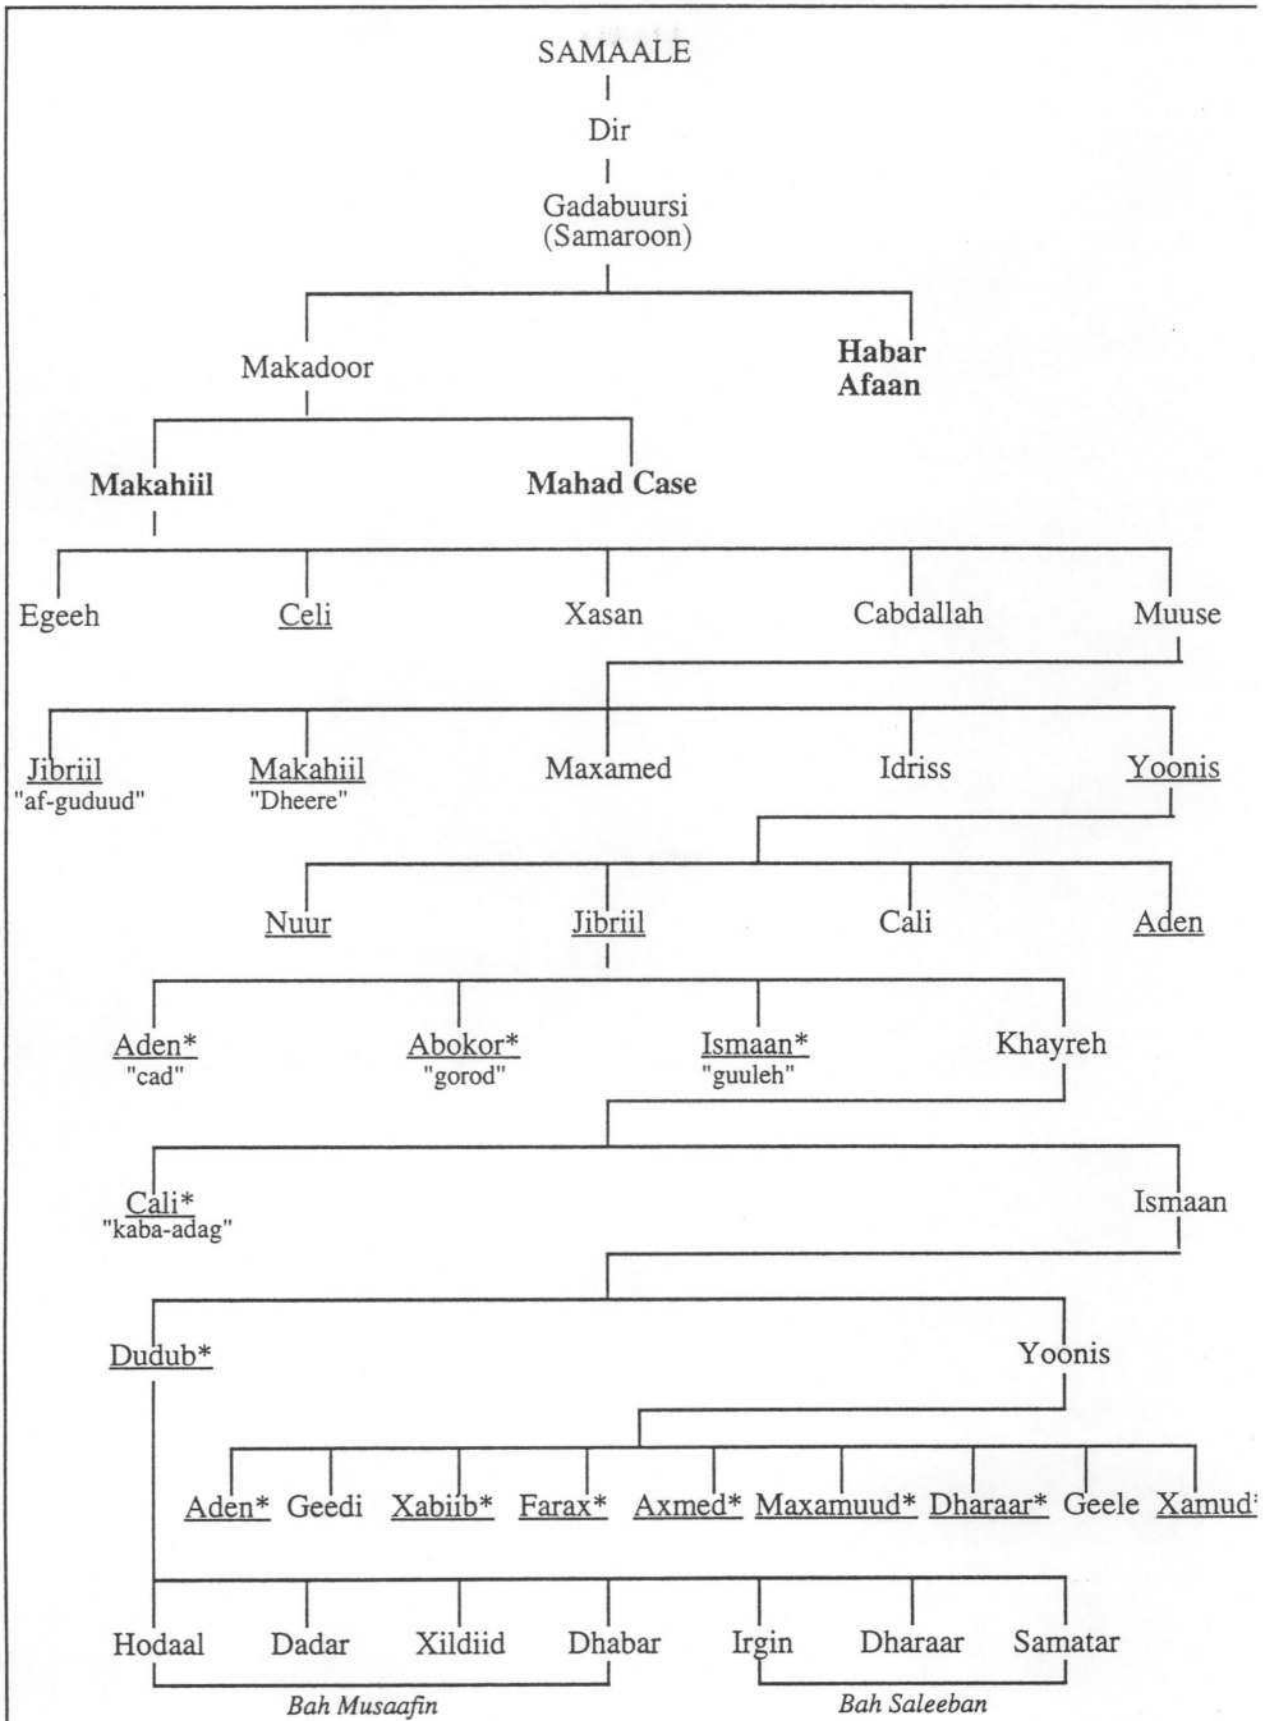 SAMAALE
Dir
Gadabuursi
(Samaroon)
Makadoor
Habar
Afaan
Makahiil
Mahad Case
Egeeh
Celi
Xasan
Cabdallah
Muuse
Jibriil
"af-guduud"
Makahiil
"Dheere"
Maxamed
Idriss
Yoonis
Nuur
Jibriil
Cali
Aden
Aden*
"cad"
Abokor*
"gorod"
Ismaan*
"guuleh"
Khayreh
Cali*
"kaba-adag"
Ismaan
Dudub*
Yoonis
Aden*
Geedi
Xabiib*
Farax*
Axmed*
Maxamuud*
Dharaar*
Geele
Xamud*
Hodaal
Dadar
Xildiid
Dhabar
Irgin
Dharaar
Samatar
Bah Musaafin
Bah Saleeban